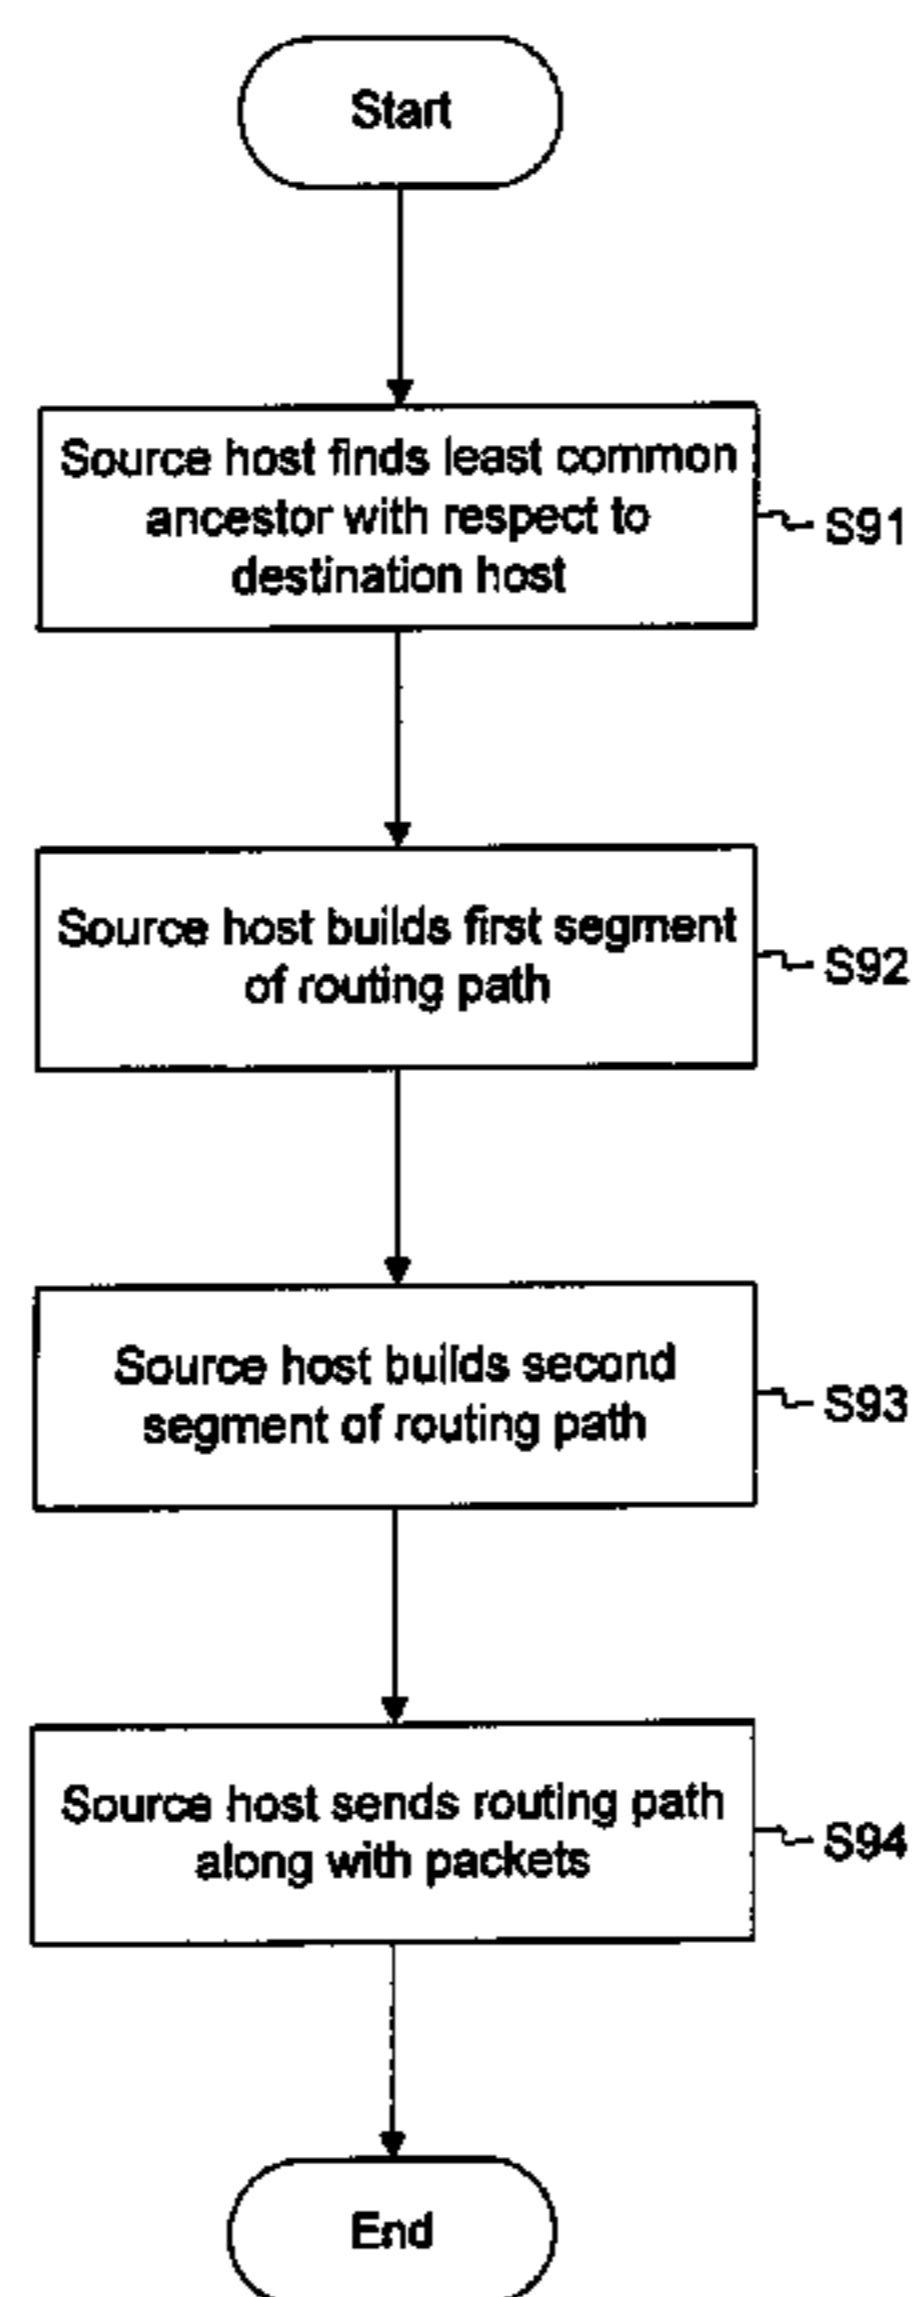 Start
Source host finds least common
ancestor with respect to
destination host
S91
Source host builds first segment
of routing path
S92
Source host builds second
segment of routing path
S93
Source host sends routing path
along with packets
S94
End